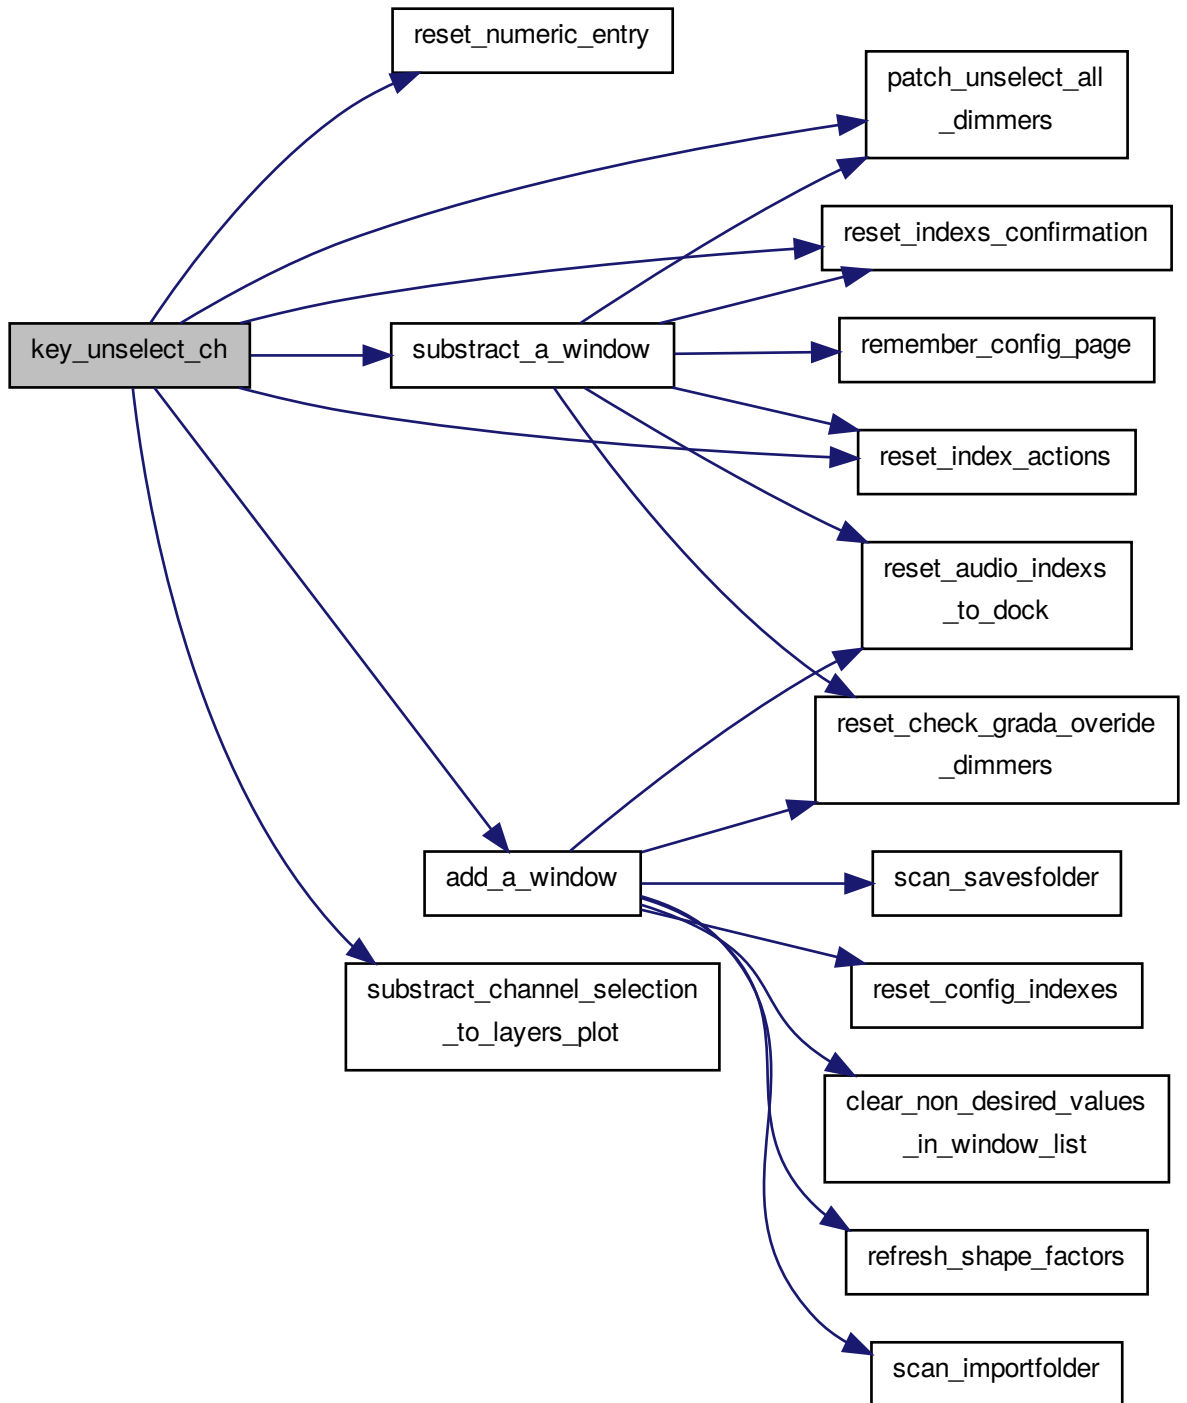 reset_numeric_entry
patch_unselect_all
_dimmers
reset_indexs_confirmation
key_unselect_ch
substract_a_window
remember_config_page
reset_index_actions
reset_audio_indexs
_to_dock
reset_check_grada_overide
_dimmers
add_a_window
scan_savesfolder
substract_channel_selection
_to_layers_plot
reset_config_indexes
clear_non_desired_values
_in_window_list
refresh_shape_factors
scan_importfolder